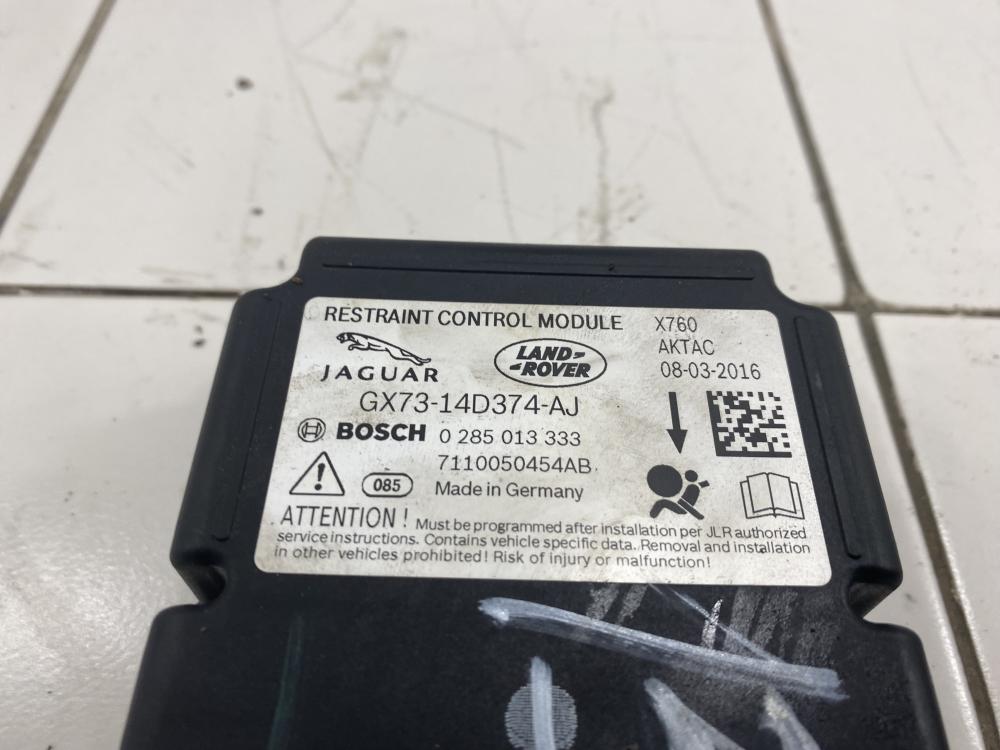 RESTRAINT CONTROL MODULE X760
AKTAC
JAGUAR LAND-ROVER 08-03-2016
GX73-14D374-AJ
BOSCH 0 285 013 333
7110050454AB
085 Made in Germany
ATTENTION! Must be programmed after installation per JLR authorized
service instructions. Contains vehicle specific data. Removal and installation
in other vehicles prohibited! Risk of injury or malfunction!